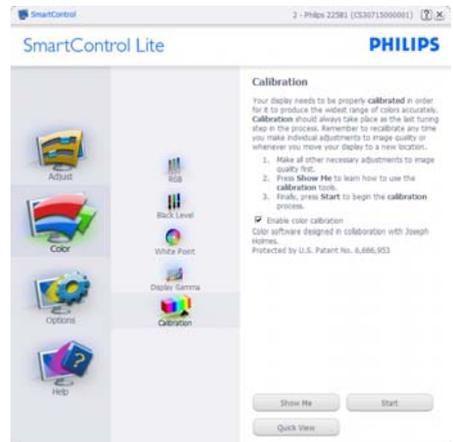 SmartControl
2 - Philips 225B1 (CS30715000001)
SmartControl Lite
PHILIPS
Adjust
Color
Options
Help
RGB
Black Level
White Point
Display Gamma
Calibration
Calibration
Your display needs to be properly calibrated in order
for it to produce the widest range of colors accurately.
Calibration should always take place as the last tuning
step in the process. Remember to recalibrate any time
you make individual adjustments to image quality or
whenever you move your display to a new location.
1. Make all other necessary adjustments to image
quality first.
2. Press Show Me to learn how to use the
calibration tools.
3. Finally, press Start to begin the calibration
process.
Enable color calibration
Color software designed in collaboration with Joseph
Holmes.
Protected by U.S. Patent No. 6,686,953
Show Me
Start
Quick View